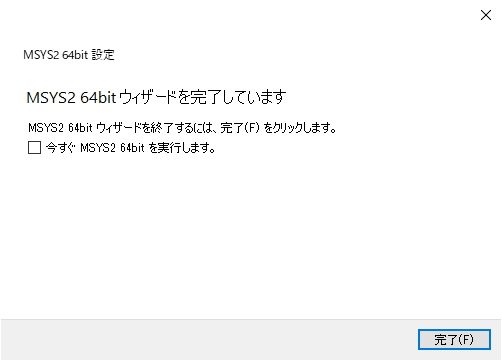 MSYS2 64bit 設定
MSYS2 64bit ウィザードを完了しています
MSYS2 64bit ウィザードを終了するには、完了(F) をクリックします。
今すぐ MSYS2 64bit を実行します。
完了(F)